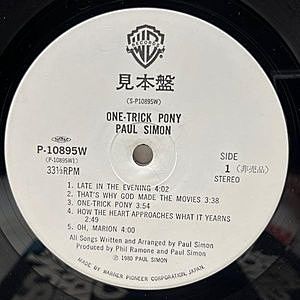 見本盤
(S-P10895W)
ONE-TRICK PONY
PAUL SIMON
P-10895W
(P-10895W1)
33⅓RPM
SIDE
1 (非売品)
STEREO
1. LATE IN THE EVENING 4:02
2. THAT'S WHY GOD MADE THE MOVIES 3:38
3. ONE-TRICK PONY 3:54
4. HOW THE HEART APPROACHES WHAT IT YEARNS
2:49
5. OH, MARION 4:00
All Songs Written and Arranged by Paul Simon
Produced by Phil Ramone and Paul Simon
Ⓟ 1980 PAUL SIMON
MADE BY WARNER-PIONEER CORPORATION, JAPAN